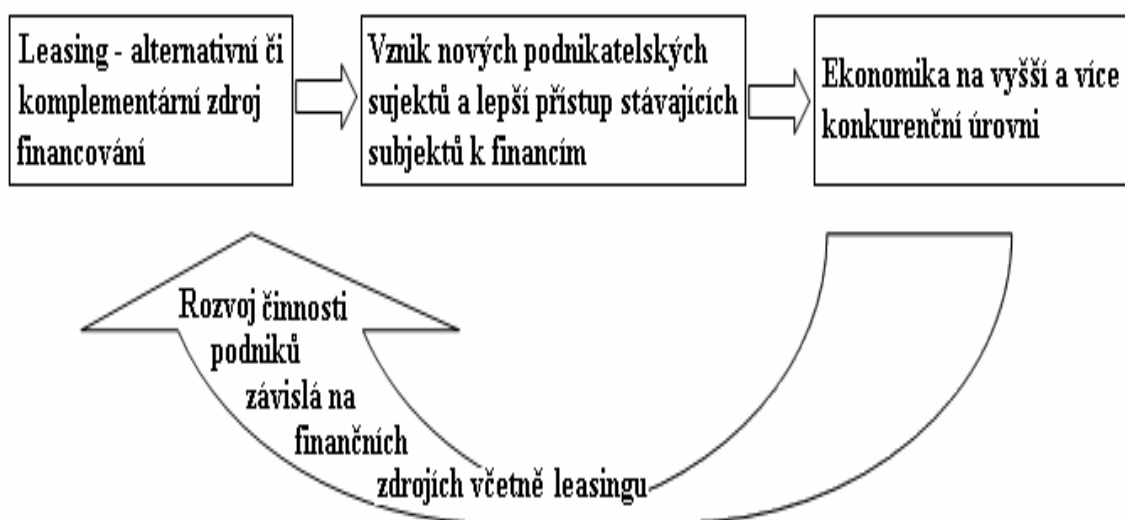 Leasing - alternativní či
komplementární zdroj
financování
Vznik nových podnikatelských
sujektů a lepší přístup stávajících
subjektů k financím
Ekonomika na vyšší a více
konkurenční úrovni
Rozvoj činnosti
podniků
závislá na
finančních
zdrojích včetně leasingu